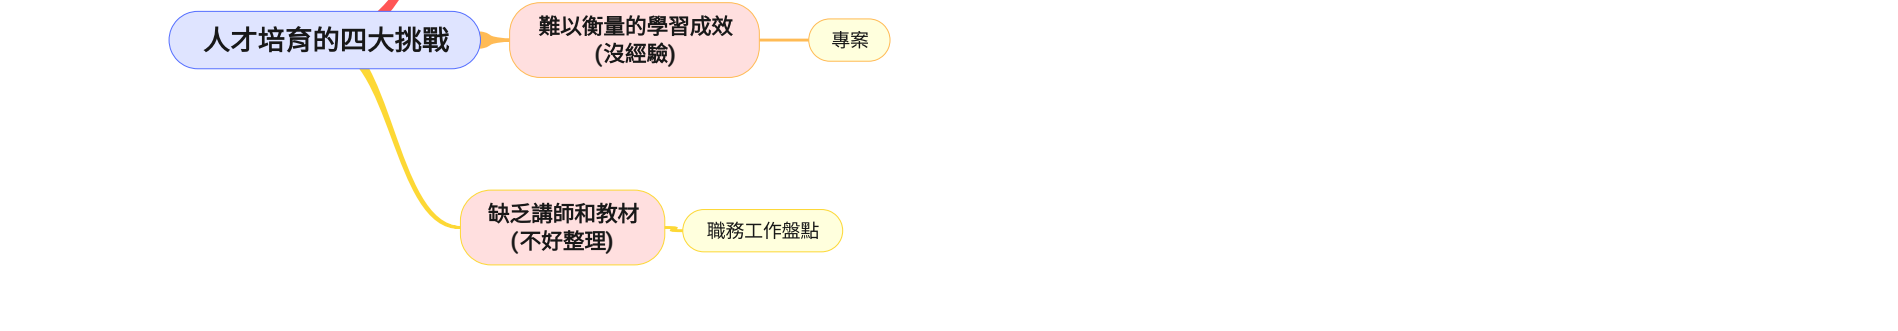 人才培育的四大挑戰
難以衡量的學習成效
(沒經驗)
專案
缺乏講師和教材
(不好整理)
職務工作盤點